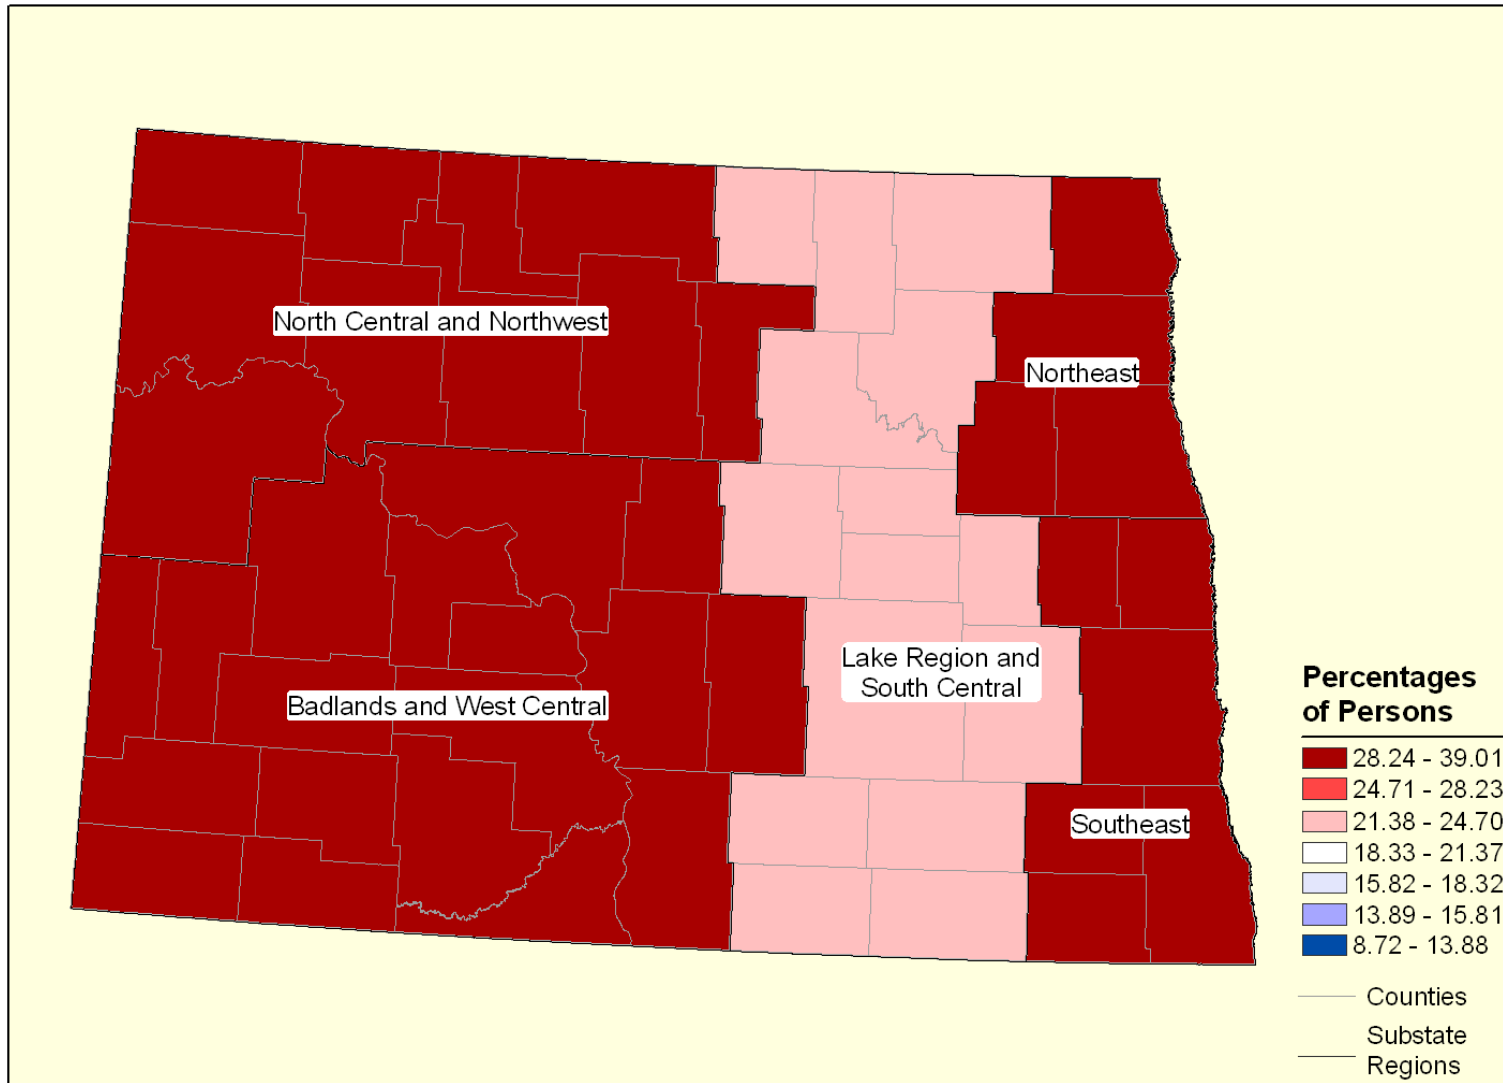 North Central and Northwest
Northeast
Lake Region and
South Central
Badlands and West Central
Southeast
Percentages
of Persons
28.24 - 39.01
24.71 - 28.23
21.38 - 24.70
18.33 - 21.37
15.82 - 18.32
13.89 - 15.81
8.72 - 13.88
Counties
Substate
Regions